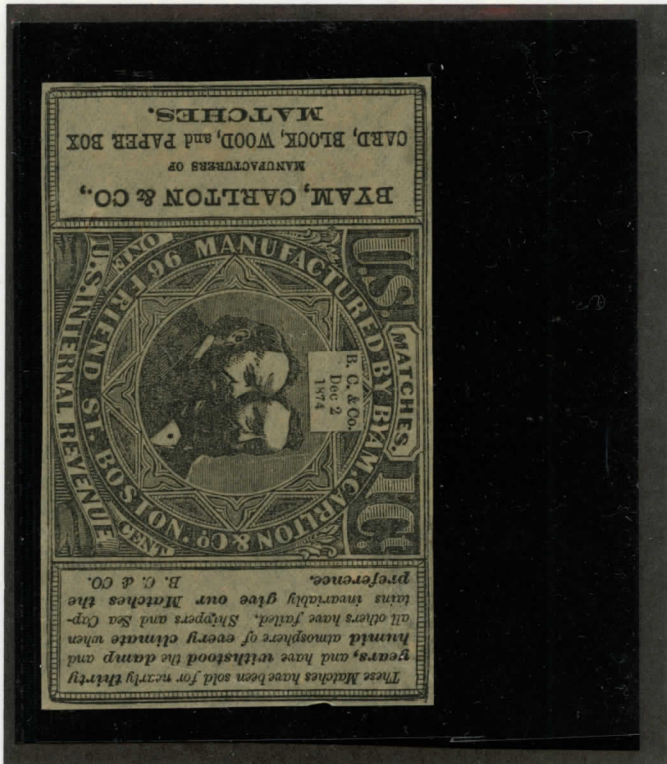 These Matches have been sold for nearly thirty
years, and have withstood the damp and
humid atmosphere of every climate when
all others have failed. Shippers and Sea Cap-
tains invariably give our Matches the
preference. B. C. & CO.
U.S. MATCHES. 1 Ct.
MANUFACTURED BY BYAM. CARLTON & Co.
96 FRIEND ST. BOSTON.
B. C. & Co.
Dec 2
1874
ONE CENT
U.S. INTERNAL REVENUE
BYAM, CARLTON & CO.,
MANUFACTURERS OF
CARD, BLOCK, WOOD, and PAPER BOX
MATCHES.